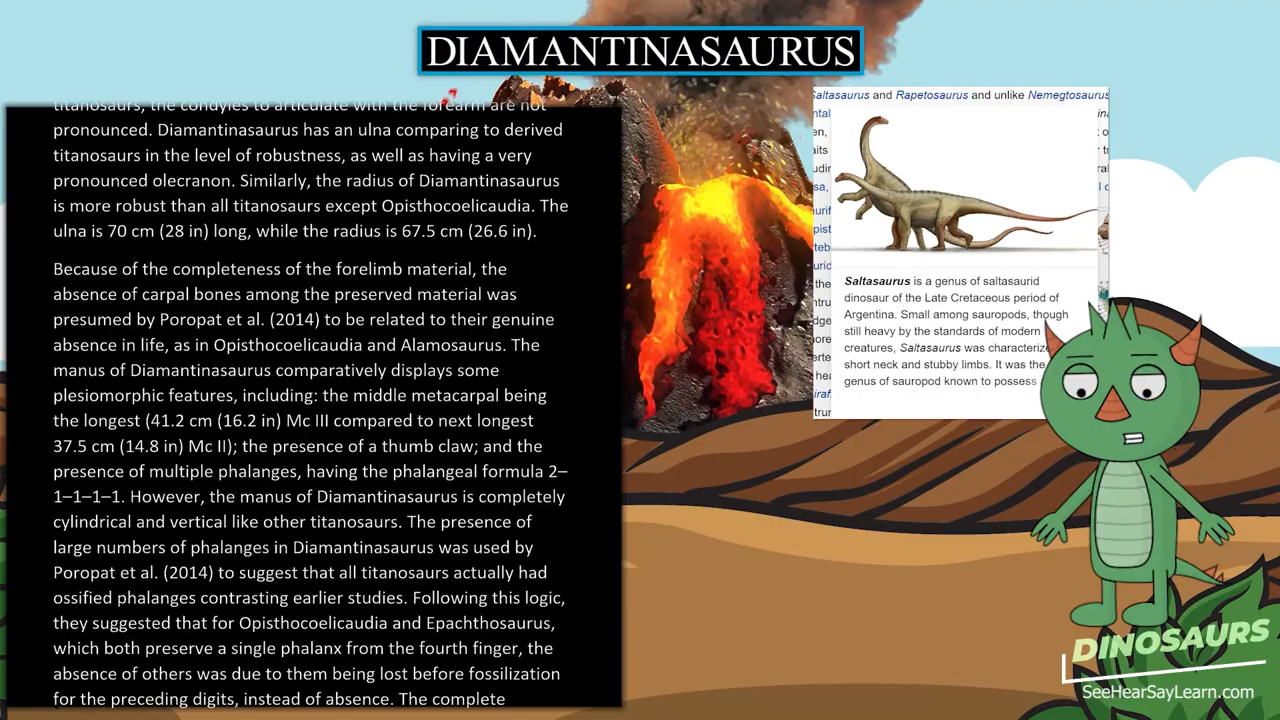 DIAMANTINASAURUS
titanosaurs, the condyles to articulate with the forearm are not
pronounced. Diamantinasaurus has an ulna comparing to derived
titanosaurs in the level of robustness, as well as having a very
pronounced olecranon. Similarly, the radius of Diamantinasaurus
is more robust than all titanosaurs except Opisthocoelicaudia. The
ulna is 70 cm (28 in) long, while the radius is 67.5 cm (26.6 in).
Because of the completeness of the forelimb material, the
absence of carpal bones among the preserved material was
presumed by Poropat et al. (2014) to be related to their genuine
absence in life, as in Opisthocoelicaudia and Alamosaurus. The
manus of Diamantinasaurus comparatively displays some
plesiomorphic features, including: the middle metacarpal being
the longest (41.2 cm (16.2 in) Mc III compared to next longest
37.5 cm (14.8 in) Mc II); the presence of a thumb claw; and the
presence of multiple phalanges, having the phalangeal formula 2–
1–1–1–1. However, the manus of Diamantinasaurus is completely
cylindrical and vertical like other titanosaurs. The presence of
large numbers of phalanges in Diamantinasaurus was used by
Poropat et al. (2014) to suggest that all titanosaurs actually had
ossified phalanges contrasting earlier studies. Following this logic,
they suggested that for Opisthocoelicaudia and Epachthosaurus,
which both preserve a single phalanx from the fourth finger, the
absence of others was due to them being lost before fossilization
for the preceding digits, instead of absence. The complete
Saltasaurus and Rapetosaurus and unlike Nemegtosaurus
Saltasaurus is a genus of saltasaurid
dinosaur of the Late Cretaceous period of
Argentina. Small among sauropods, though
still heavy by the standards of modern
creatures, Saltasaurus was characterize
short neck and stubby limbs. It was the
genus of sauropod known to possess
DINOSAURS
SeeHearSayLearn.com